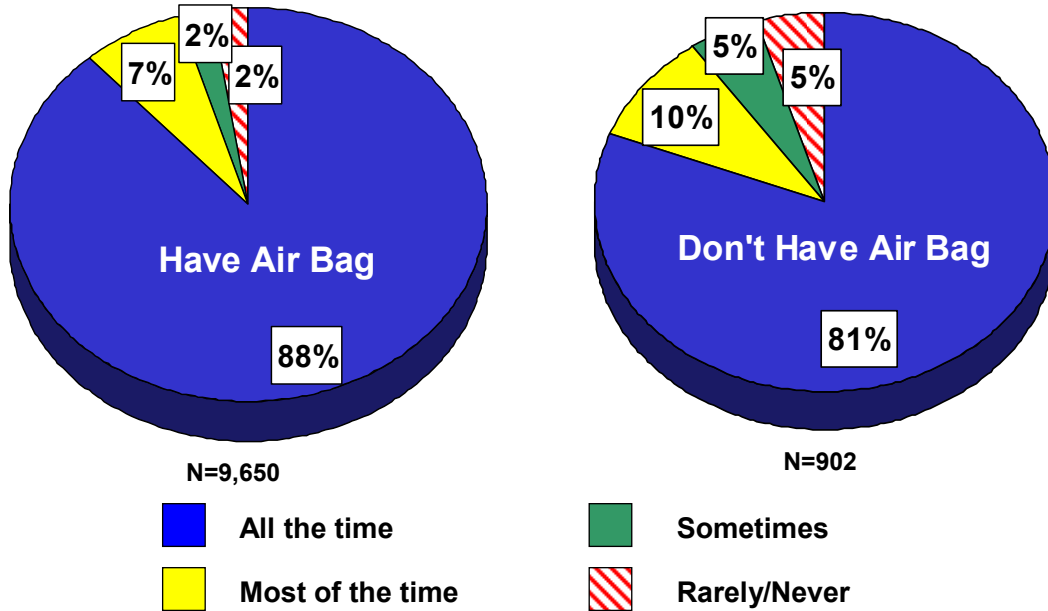 2%
7%
2%
Have Air Bag
88%
N=9,650
5%
5%
10%
Don't Have Air Bag
81%
N=902
All the time
Most of the time
Sometimes
Rarely/Never